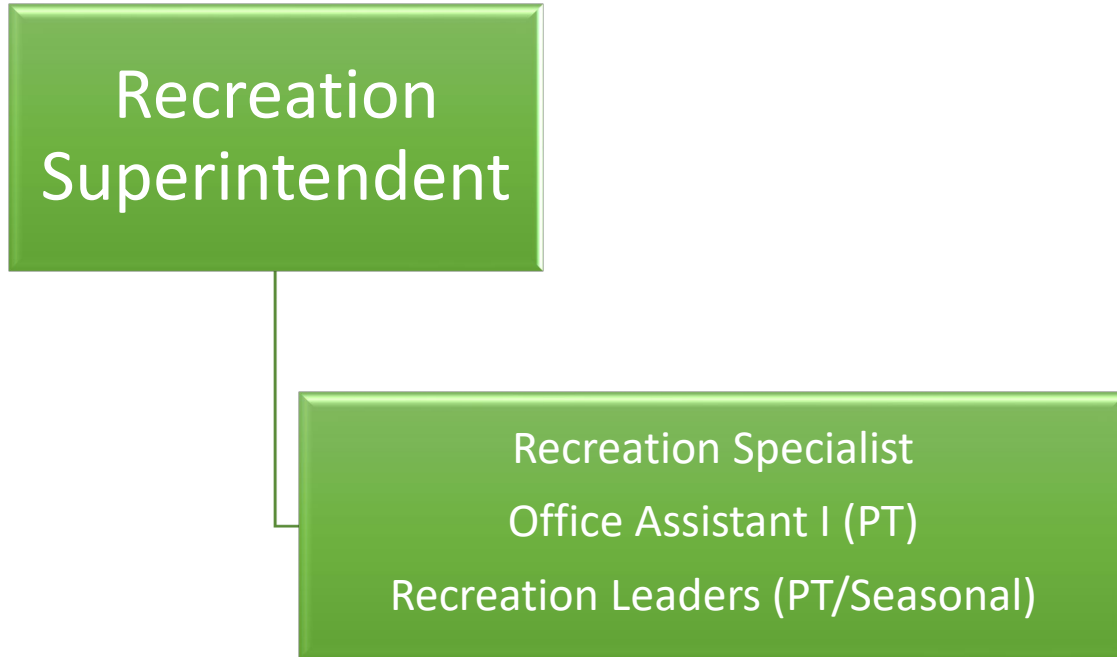 Recreation
Superintendent
Recreation Specialist
Office Assistant I (PT)
Recreation Leaders (PT/Seasonal)